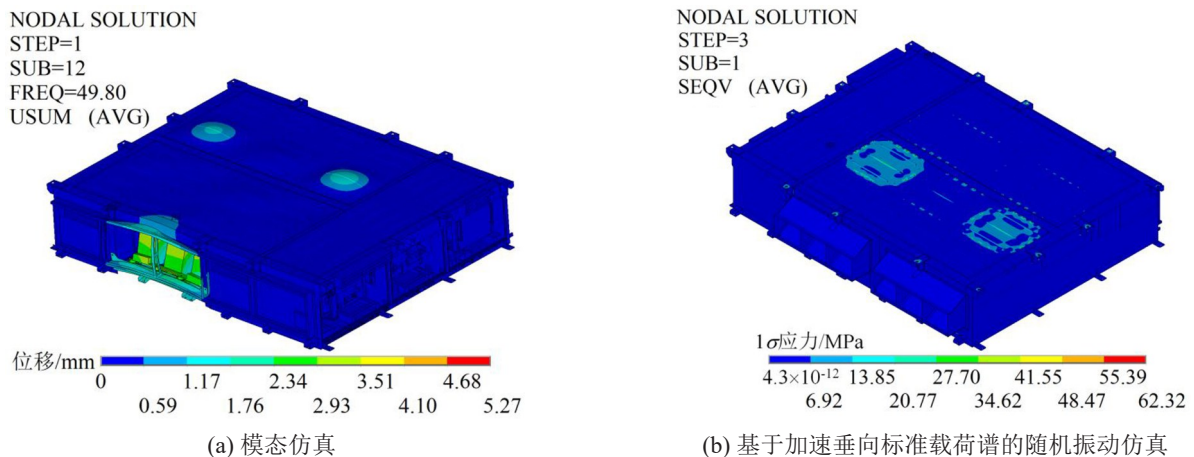 NODAL SOLUTION
STEP=1
SUB=12
FREQ=49.80
USUM (AVG)
位移/mm
0 1.17 2.34 3.51 4.68
0.59 1.76 2.93 4.10 5.27
(a) 模态仿真
NODAL SOLUTION
STEP=3
SUB=1
SEQV (AVG)
1σ应力/MPa
4.3×10⁻¹² 13.85 27.70 41.55 55.39
6.92 20.77 34.62 48.47 62.32
(b) 基于加速垂向标准载荷谱的随机振动仿真